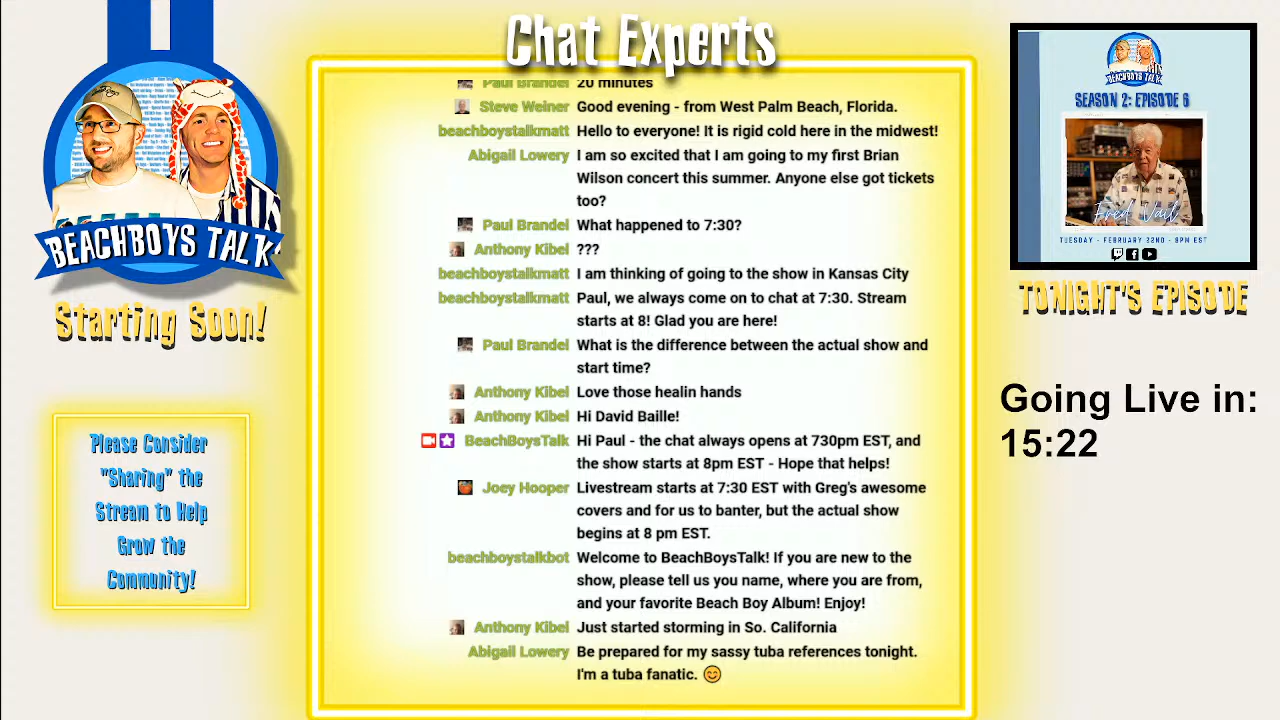 BEACHBOYS TALK
Starting Soon!
Please Consider
"Sharing" the
Stream to Help
Grow the
Community!
Chat Experts
Paul Brandel 20 minutes
Steve Weiner Good evening - from West Palm Beach, Florida.
beachboystalkmatt Hello to everyone! It is rigid cold here in the midwest!
Abigail Lowery I am so excited that I am going to my first Brian
Wilson concert this summer. Anyone else got tickets
too?
Paul Brandel What happened to 7:30?
Anthony Kibel ???
beachboystalkmatt I am thinking of going to the show in Kansas City
beachboystalkmatt Paul, we always come on to chat at 7:30. Stream
starts at 8! Glad you are here!
Paul Brandel What is the difference between the actual show and
start time?
Anthony Kibel Love those healin hands
Anthony Kibel Hi David Baille!
BeachBoysTalk Hi Paul - the chat always opens at 730pm EST, and
the show starts at 8pm EST - Hope that helps!
Joey Hooper Livestream starts at 7:30 EST with Greg's awesome
covers and for us to banter, but the actual show
begins at 8 pm EST.
beachboystalkbot Welcome to BeachBoysTalk! If you are new to the
show, please tell us you name, where you are from,
and your favorite Beach Boy Album! Enjoy!
Anthony Kibel Just started storming in So. California
Abigail Lowery Be prepared for my sassy tuba references tonight.
I'm a tuba fanatic. 😊
BEACHBOYS TALK
SEASON 2: EPISODE 6
Fred Vail
TUESDAY - FEBRUARY 22ND - 8PM EST
TONIGHT'S EPISODE
Going Live in:
15:22